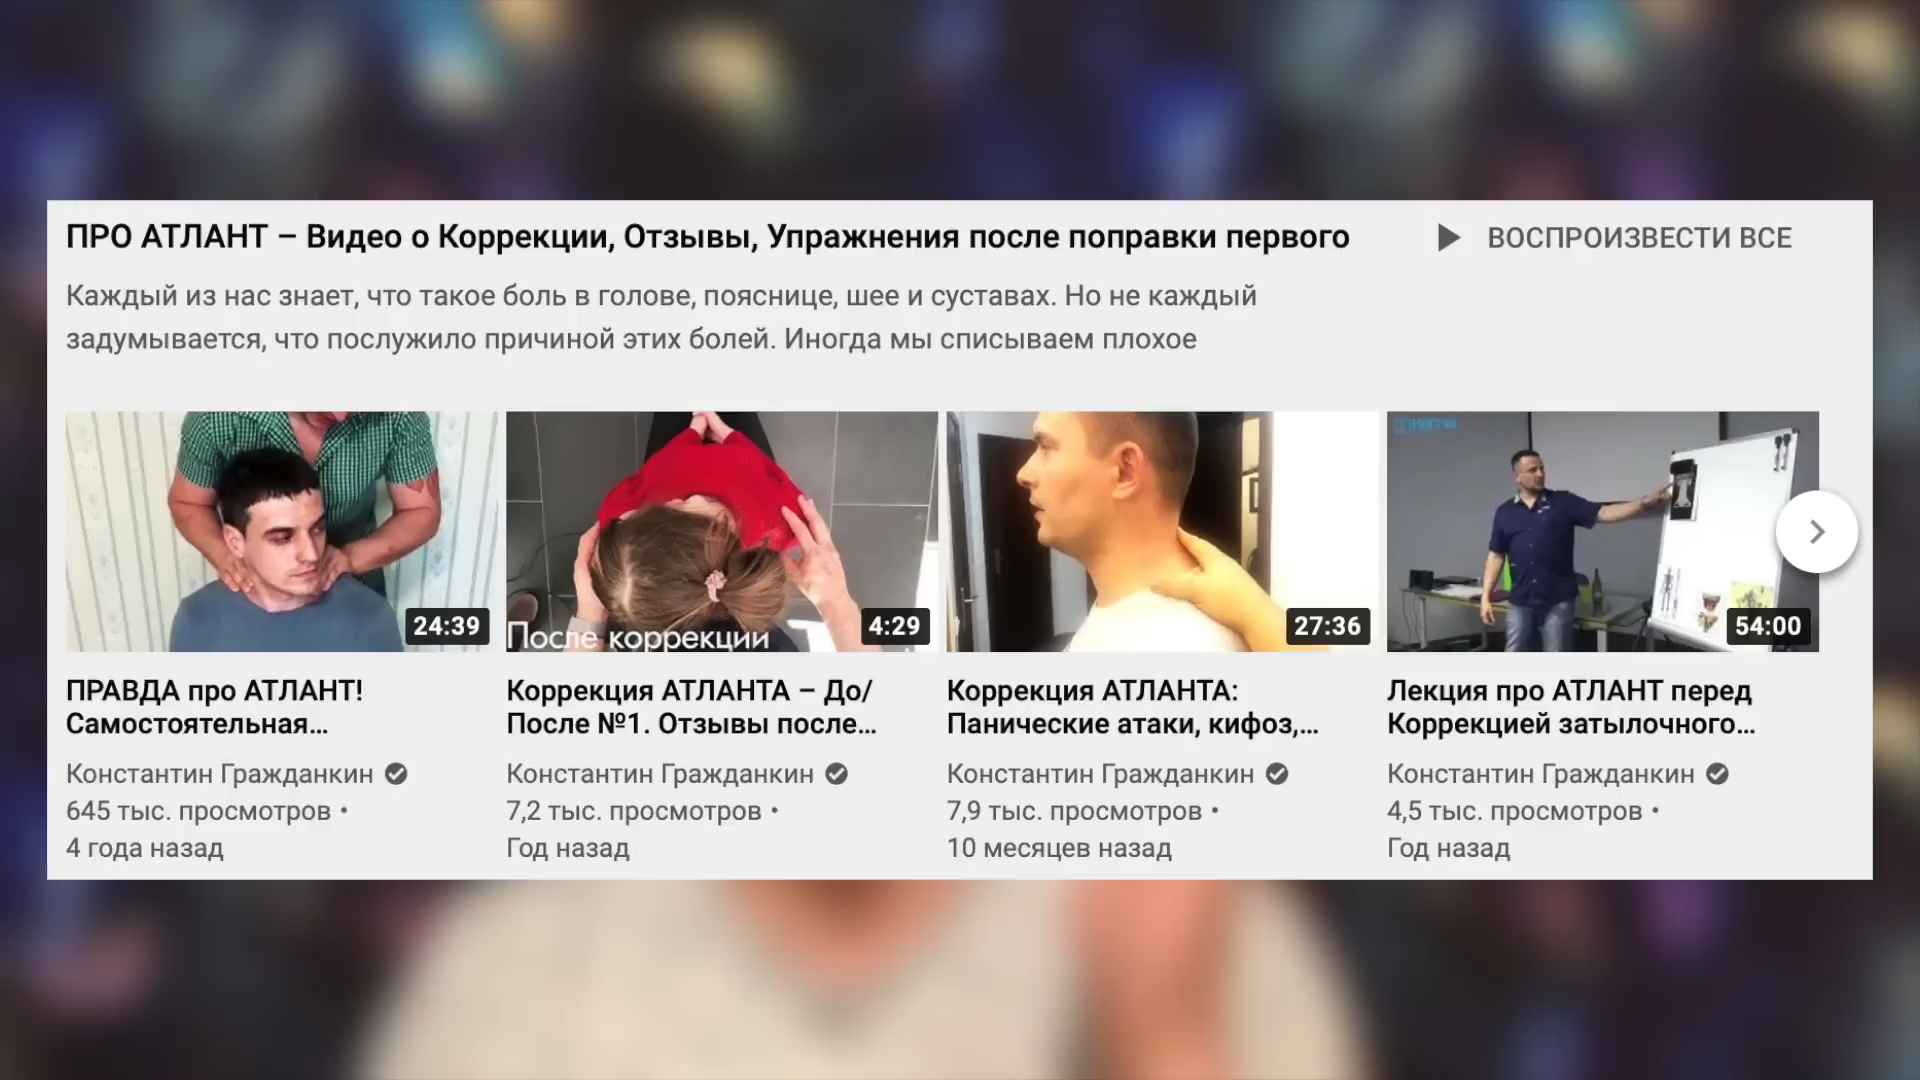 ПРО АТЛАНТ – Видео о Коррекции, Отзывы, Упражнения после поправки первого
ВОСПРОИЗВЕСТИ ВСЕ
Каждый из нас знает, что такое боль в голове, пояснице, шее и суставах. Но не каждый
задумывается, что послужило причиной этих болей. Иногда мы списываем плохое
24:39
После коррекции
4:29
27:36
54:00
ПРАВДА про АТЛАНТ!
Самостоятельная...
Константин Гражданкин
645 тыс. просмотров •
4 года назад
Коррекция АТЛАНТА – До/
После №1. Отзывы после...
Константин Гражданкин
7,2 тыс. просмотров •
Год назад
Коррекция АТЛАНТА:
Панические атаки, кифоз,...
Константин Гражданкин
7,9 тыс. просмотров •
10 месяцев назад
Лекция про АТЛАНТ перед
Коррекцией затылочного...
Константин Гражданкин
4,5 тыс. просмотров •
Год назад